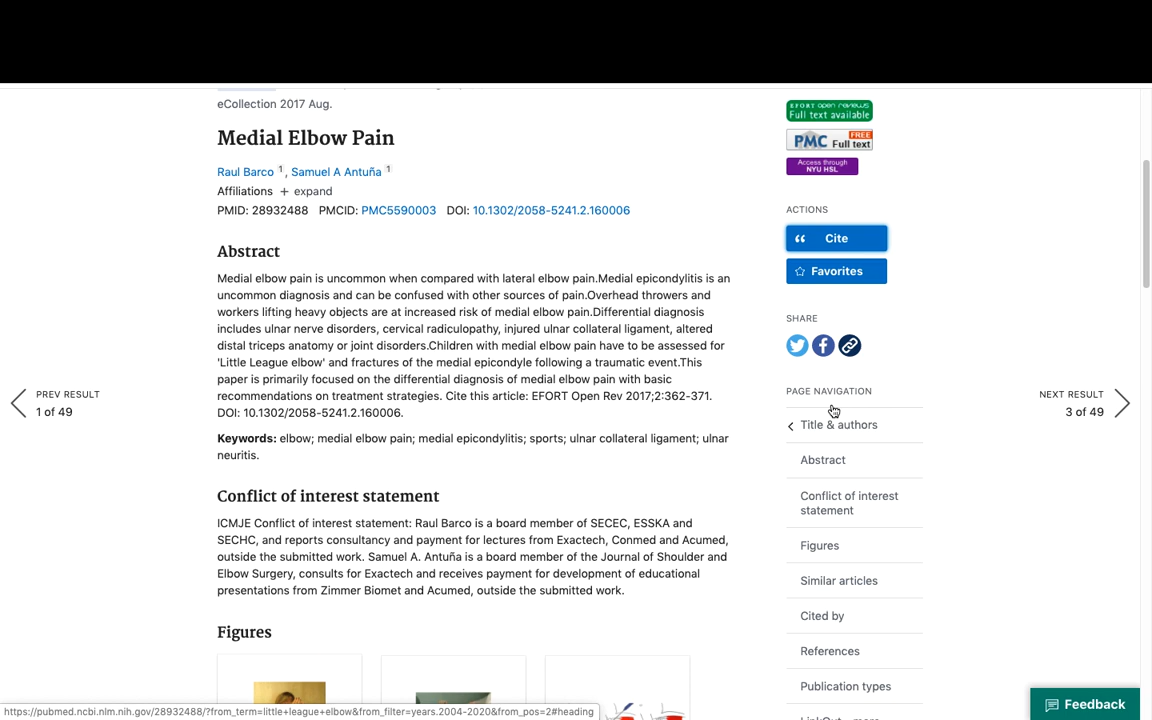 eCollection 2017 Aug.
Medial Elbow Pain
Raul Barco 1 , Samuel A Antuña 1
Affiliations + expand
PMID: 28932488 PMCID: PMC5590003 DOI: 10.1302/2058-5241.2.160006
Abstract
Medial elbow pain is uncommon when compared with lateral elbow pain.Medial epicondylitis is an
uncommon diagnosis and can be confused with other sources of pain.Overhead throwers and
workers lifting heavy objects are at increased risk of medial elbow pain.Differential diagnosis
includes ulnar nerve disorders, cervical radiculopathy, injured ulnar collateral ligament, altered
distal triceps anatomy or joint disorders.Children with medial elbow pain have to be assessed for
'Little League elbow' and fractures of the medial epicondyle following a traumatic event.This
paper is primarily focused on the differential diagnosis of medial elbow pain with basic
recommendations on treatment strategies. Cite this article: EFORT Open Rev 2017;2:362-371.
DOI: 10.1302/2058-5241.2.160006.
Keywords: elbow; medial elbow pain; medial epicondylitis; sports; ulnar collateral ligament; ulnar
neuritis.
Conflict of interest statement
ICMJE Conflict of interest statement: Raul Barco is a board member of SECEC, ESSKA and
SECHC, and reports consultancy and payment for lectures from Exactech, Conmed and Acumed,
outside the submitted work. Samuel A. Antuña is a board member of the Journal of Shoulder and
Elbow Surgery, consults for Exactech and receives payment for development of educational
presentations from Zimmer Biomet and Acumed, outside the submitted work.
Figures
PREV RESULT
1 of 49
EFORT open reviews
Full text available
PMC FREE
Full text
Access through
NYU HSL
ACTIONS
Cite
Favorites
SHARE
PAGE NAVIGATION
Title & authors
Abstract
Conflict of interest
statement
Figures
Similar articles
Cited by
References
Publication types
NEXT RESULT
3 of 49
Feedback
https://pubmed.ncbi.nlm.nih.gov/28932488/?from_term=little+league+elbow&from_filter=years.2004-2020&from_pos=2#heading